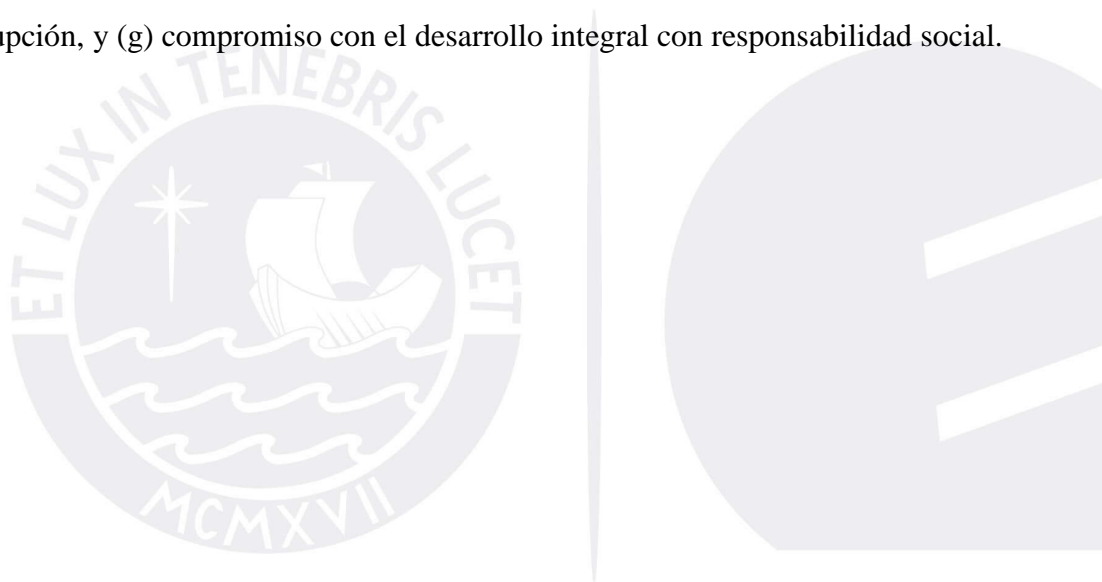 upción, y (g) compromiso con el desarrollo integral con responsabilidad social.
ET LUX IN TENEBRIS LUCET
MCMXVII